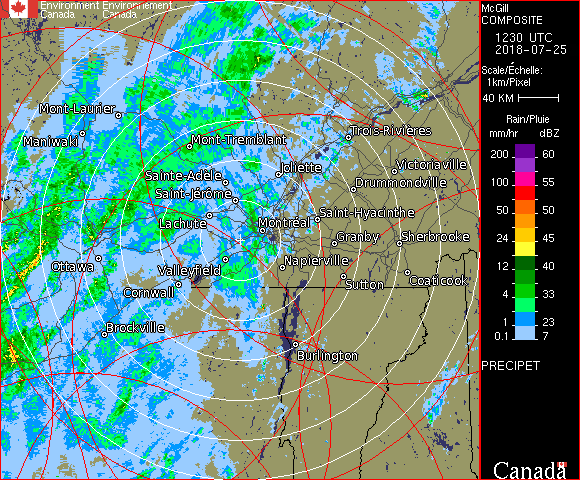 Environment Environnement
Canada Canada
McGill
COMPOSITE
1230 UTC
2018-07-25
Scale/Échelle:
1km/Pixel
40 KM
Rain/Pluie
mm/hr dBZ
200 60
100 55
50 50
24 45
12 40
4 33
1 23
0.1 7
PRECIPET
Mont-Laurier
Maniwaki
Mont-Tremblant
Trois-Rivières
Sainte-Adèle
Joliette
Victoriaville
Saint-Jérôme
Drummondville
Lachute
Montréal
Saint-Hyacinthe
Granby
Sherbrooke
Ottawa
Valleyfield
Napierville
Cornwall
Sutton
Coaticook
Brockville
Burlington
Canada